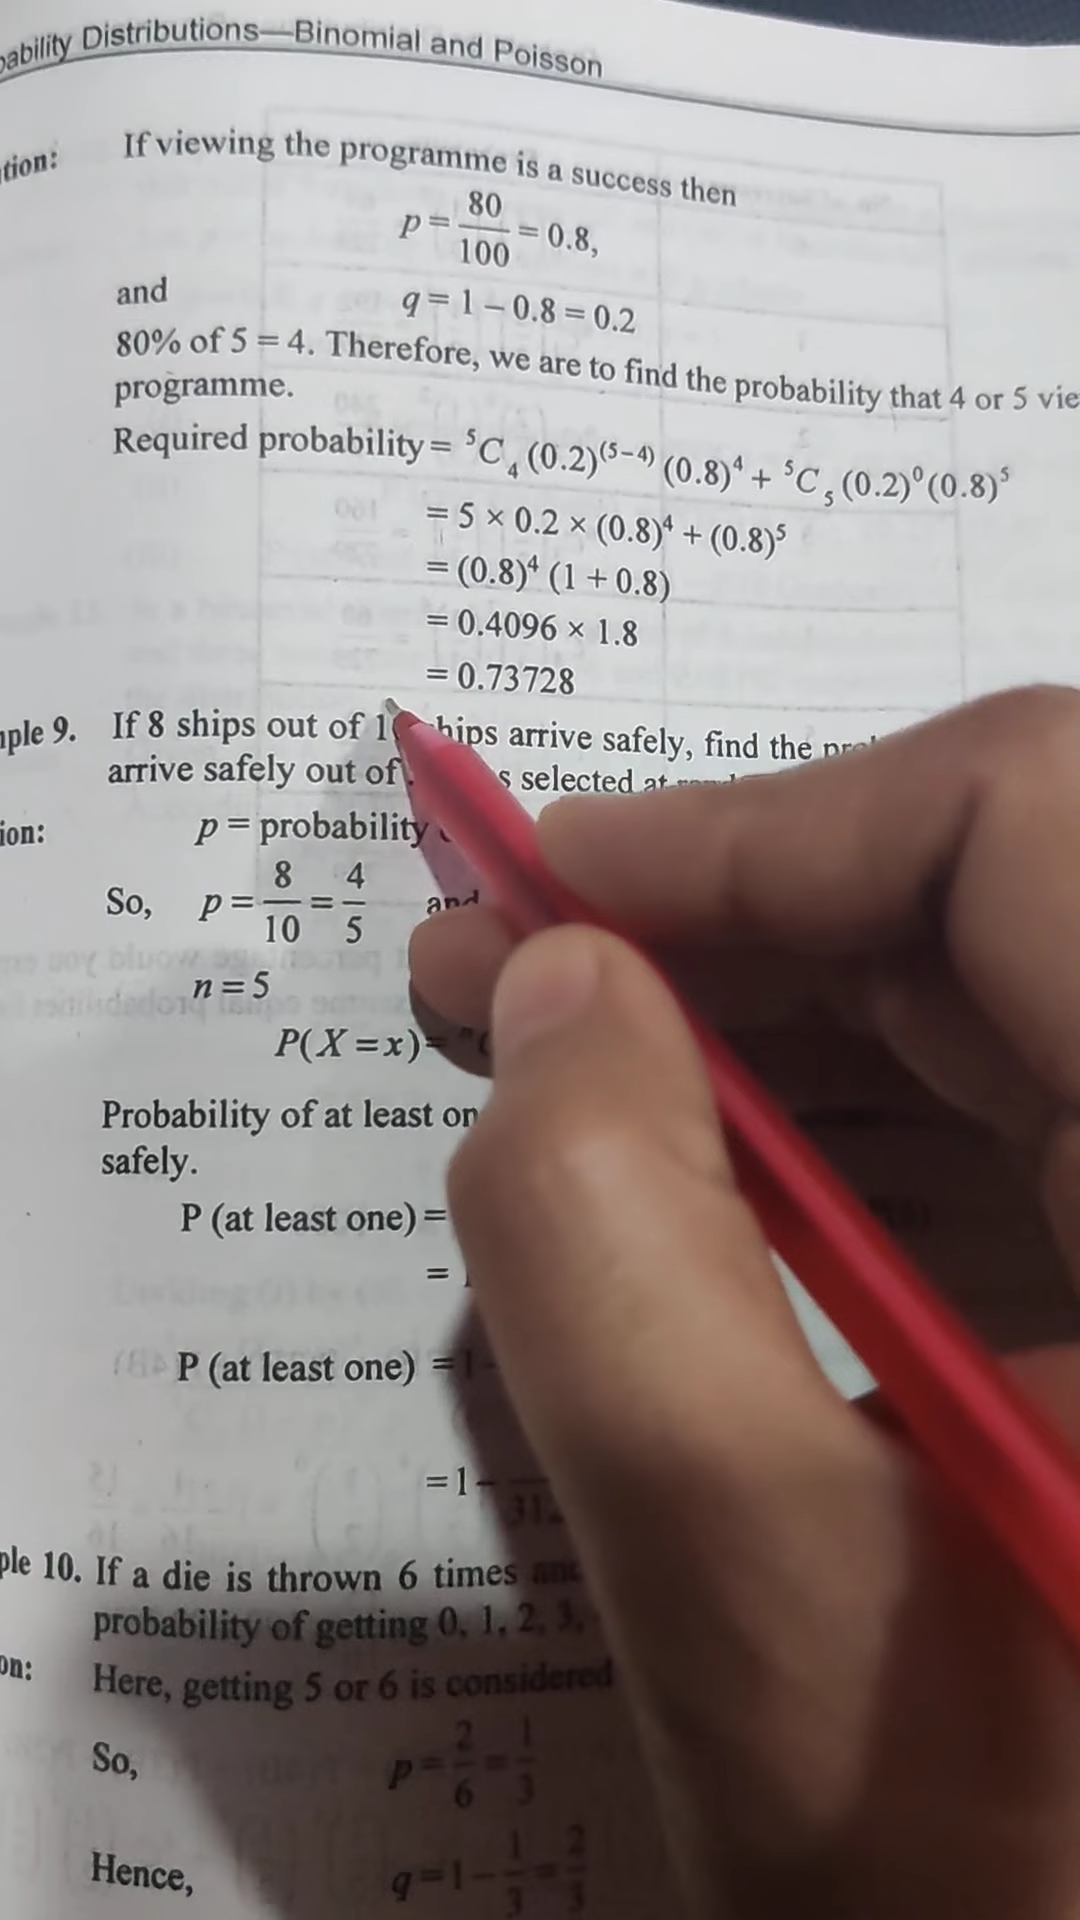 ability Distributions—Binomial and Poisson
tion: If viewing the programme is a success then
p = 80/100 = 0.8,
and q = 1 – 0.8 = 0.2
80% of 5 = 4. Therefore, we are to find the probability that 4 or 5 vie
programme.
Required probability = ⁵C₄ (0.2)⁽⁵⁻⁴⁾ (0.8)⁴ + ⁵C₅ (0.2)⁰ (0.8)⁵
= 5 × 0.2 × (0.8)⁴ + (0.8)⁵
= (0.8)⁴ (1 + 0.8)
= 0.4096 × 1.8
= 0.73728
mple 9. If 8 ships out of 1 hips arrive safely, find the
arrive safely out of s selected at
ion: p = probability
So, p = 8/10 = 4/5 and
n = 5
P(X = x) =
Probability of at least on
safely.
P (at least one) =
=
P (at least one) = 1 –
= 1 –
ple 10. If a die is thrown 6 times and
probability of getting 0, 1, 2, 3,
on: Here, getting 5 or 6 is considered
So, p = 2/6 = 1/3
Hence, q = 1 – 1/3 = 2/3